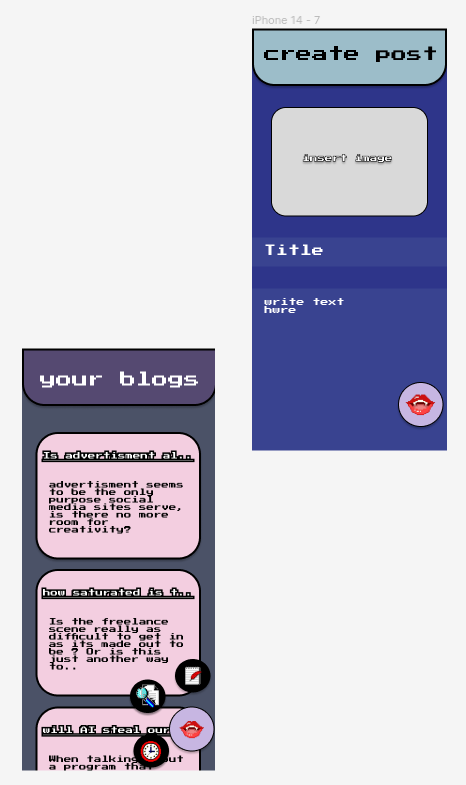 iPhone 14 - 7
create post
insert image
Title
write text
hwre
your blogs
Is advertisment al..
advertisment seems
to be the only
purpose social
media sites serve,
is there no more
room for
creativity?
how saturated is t..
Is the freelance
scene really as
difficult to get in
as its made out to
be ? Or is this
just another way
to..
will AI steal our
When talking out
a program tha